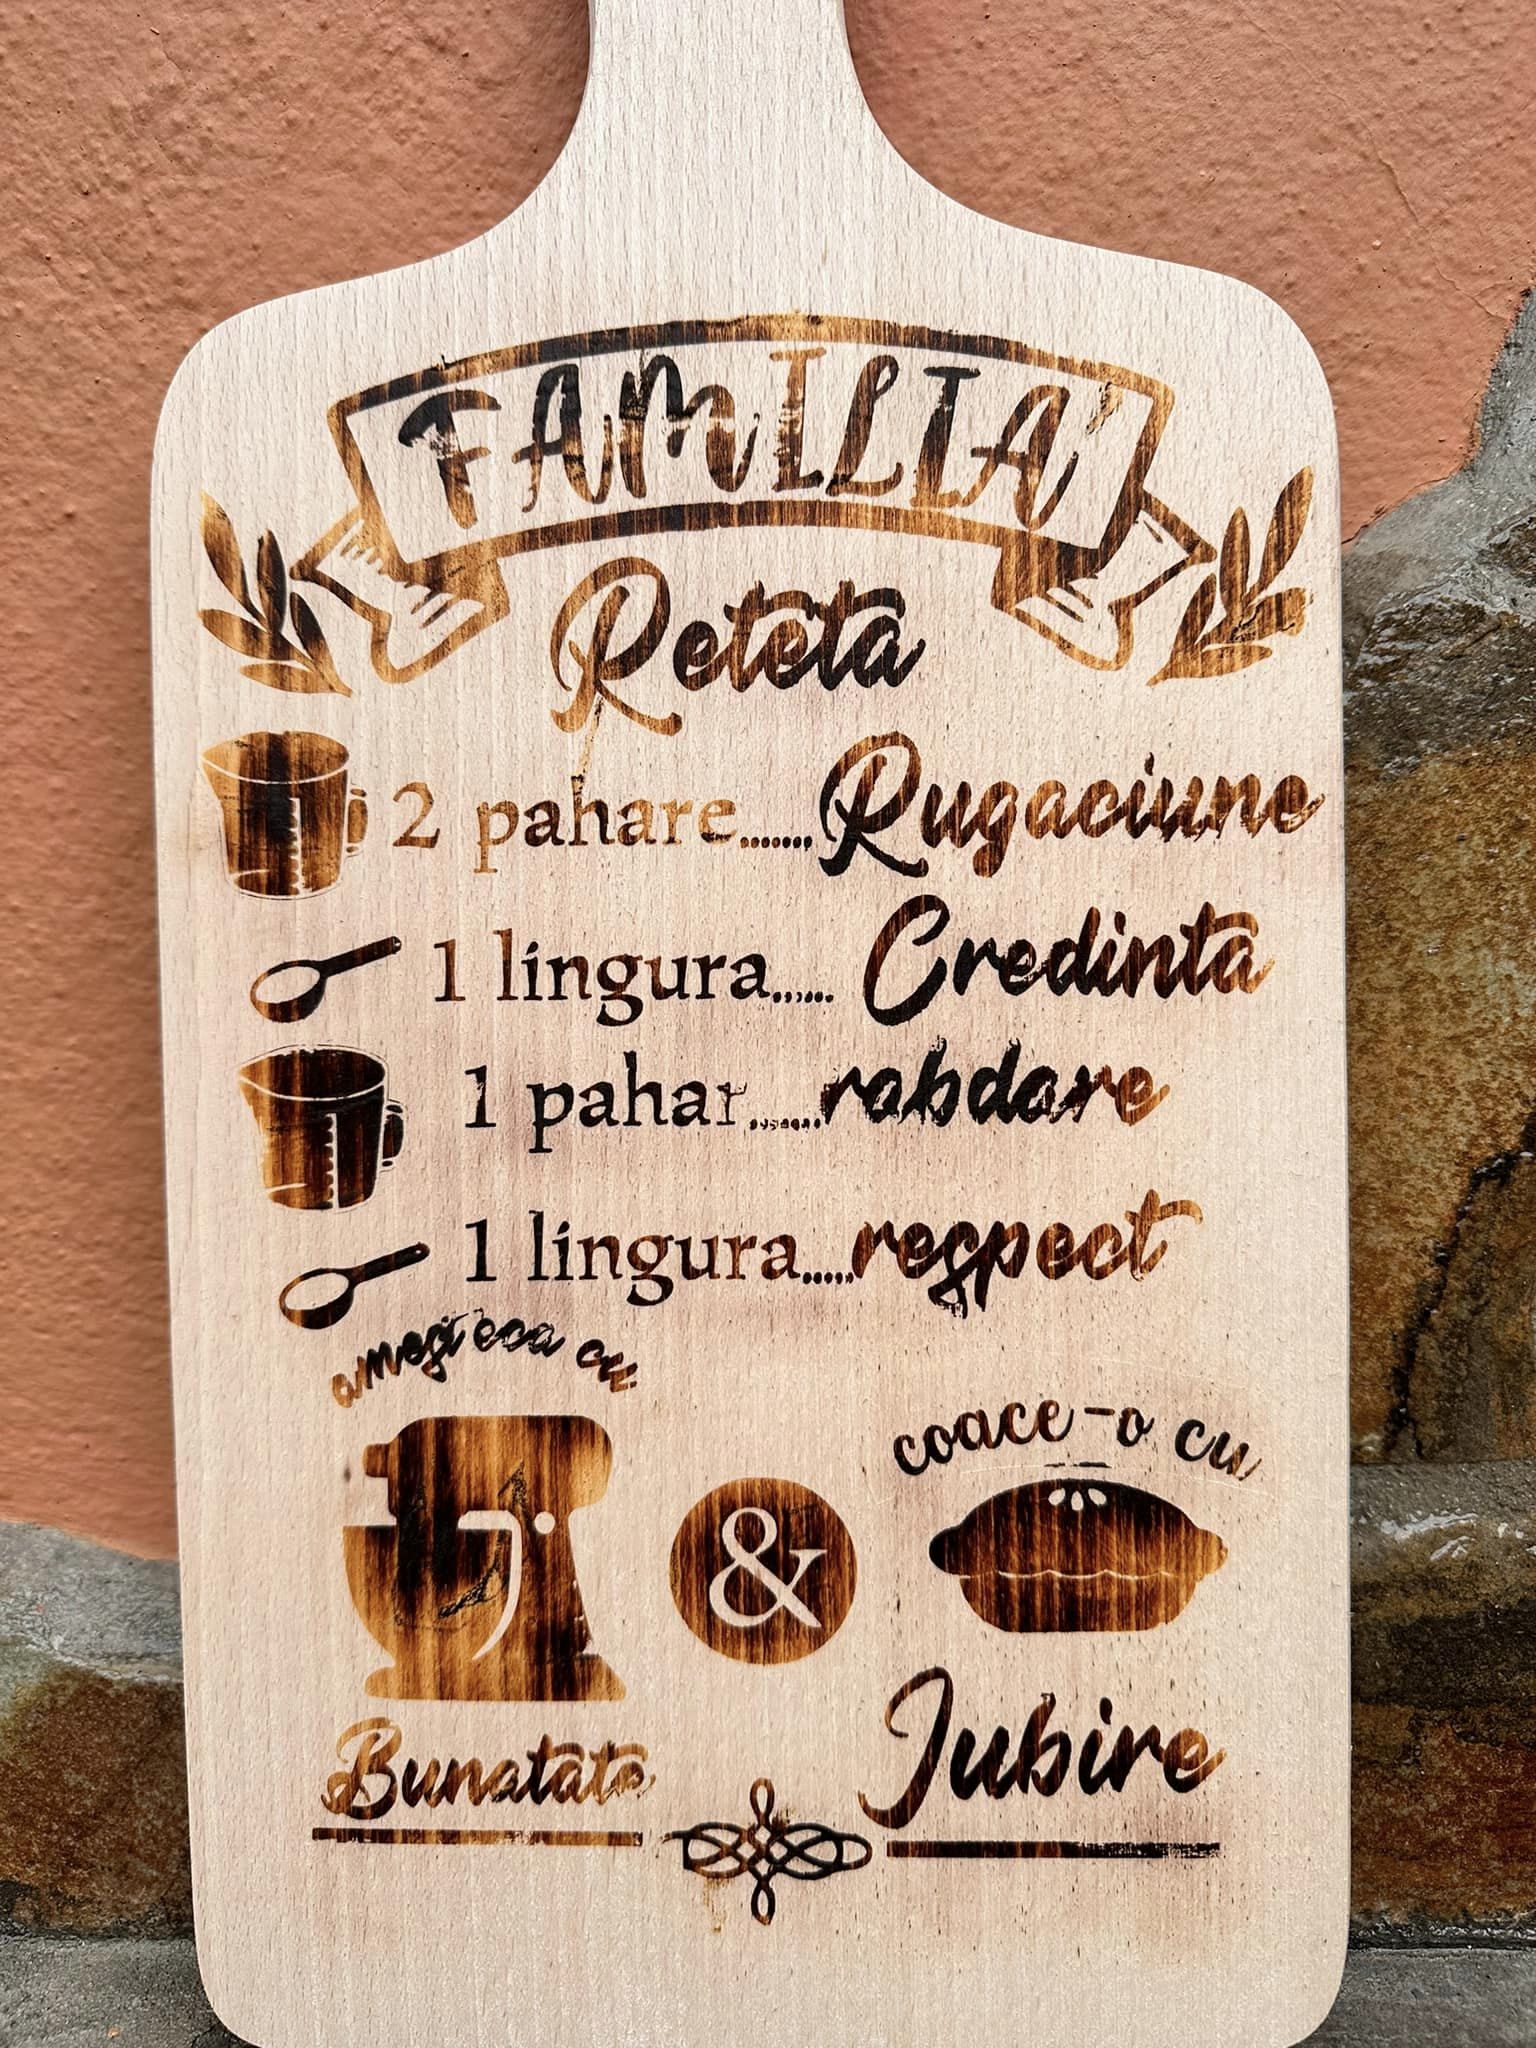 FAMILIA
Reteta
2 pahare.......Rugaciune
1 lingura...... Credinta
1 pahar........rabdare
1 lingura.....respect
amesteca cu
coace-o cu
&
Bunatate
Iubire